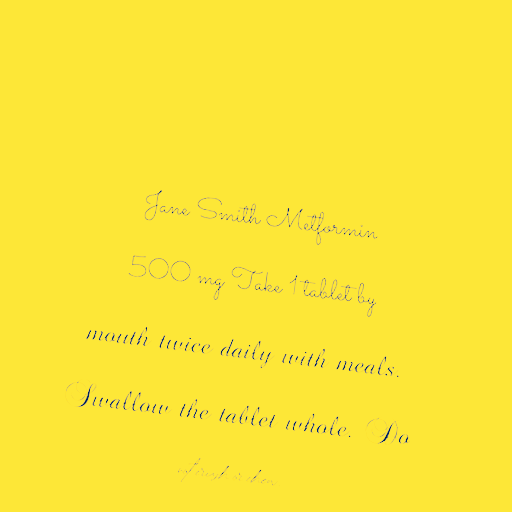 Jane Smith Metformin
500 mg Take 1 tablet by
mouth twice daily with meals.
Swallow the tablet whole. Do